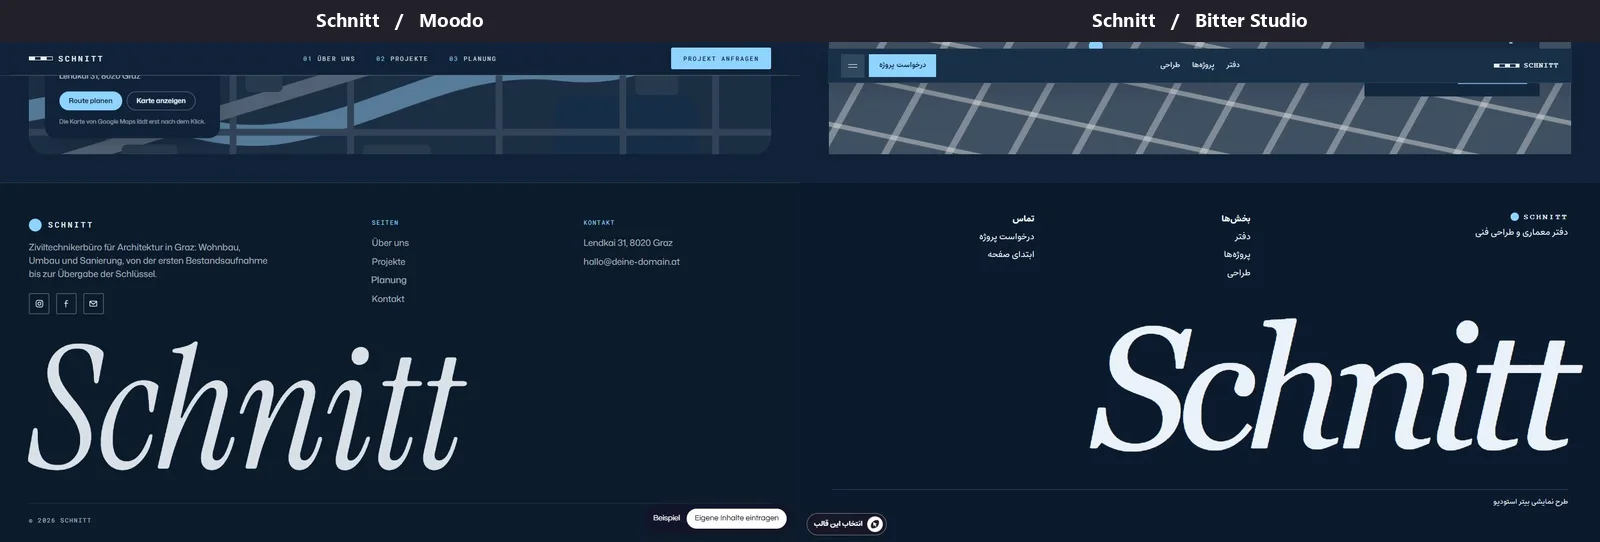 Schnitt / Moodo
Schnitt / Bitter Studio
SCHNITT
01 ÜBER UNS
02 PROJEKTE
03 PLANUNG
PROJEKT ANFRAGEN
Lendkai 31, 8020 Graz
Route planen
Karte anzeigen
Die Karte von Google Maps lädt erst nach dem Klick.
SCHNITT
Ziviltechnikerbüro für Architektur in Graz: Wohnbau,
Umbau und Sanierung, von der ersten Bestandsaufnahme
bis zur Übergabe der Schlüssel.
SEITEN
Über uns
Projekte
Planung
Kontakt
KONTAKT
Lendkai 31, 8020 Graz
hallo@deine-domain.at
Schnitt
© 2026 SCHNITT
Beispiel
Eigene Inhalte eintragen
SCHNITT
دفتر
پروژه‌ها
طراحی
درخواست پروژه
SCHNITT
دفتر معماری و طراحی فنی
بخش‌ها
دفتر
پروژه‌ها
طراحی
تماس
درخواست پروژه
ابتدای صفحه
Schnitt
طرح نمایشی بیتر استودیو
انتخاب این قالب